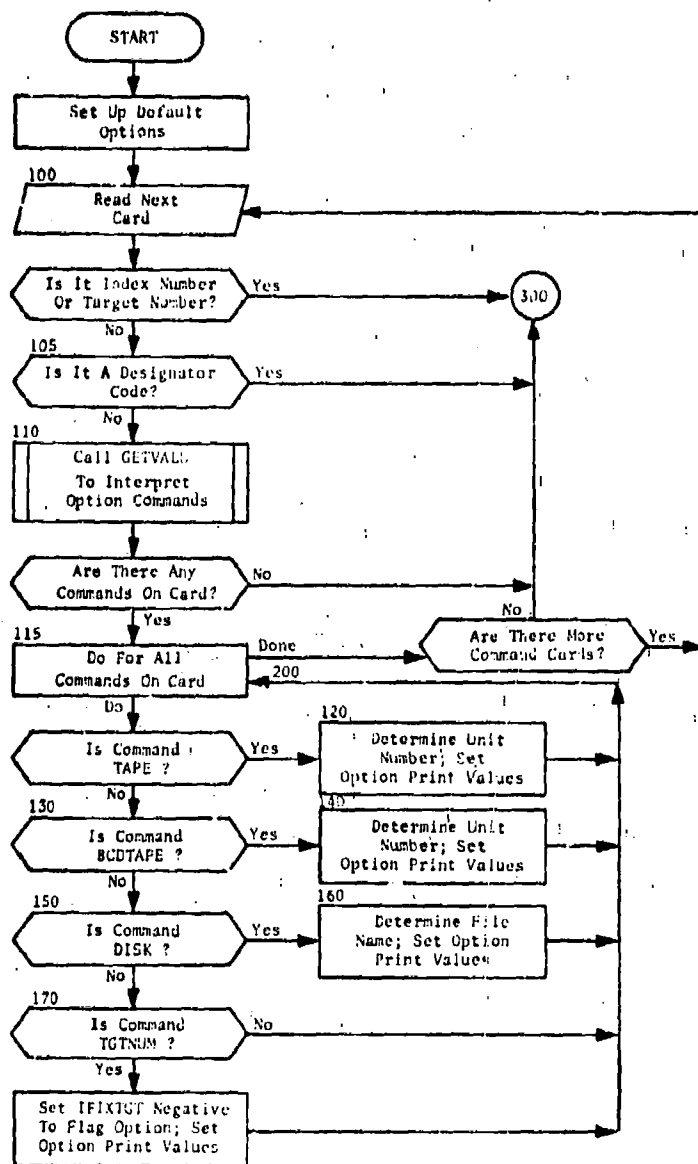 START
Set Up Default
Options
100
Read Next
Card
Is It Index Number
Or Target Number?
Yes
300
No
105
Is It A Designator
Code?
Yes
No
110
Call GETVALU
To Interpret
Option Commands
Are There Any
Commands On Card?
No
Yes
115
Do For All
Commands On Card
Done
No
Are There More
Command Cards?
Yes
200
Do
Is Command
TAPE ?
Yes
120
Determine Unit
Number; Set
Option Print Values
No
130
Is Command
BCDTAPE ?
Yes
140
Determine Unit
Number; Set
Option Print Values
No
150
Is Command
DISK ?
Yes
160
Determine File
Name; Set Option
Print Values
No
170
Is Command
TGTNUM ?
No
Yes
Set IFIXTGT Negative
To Flag Option; Set
Option Print Values